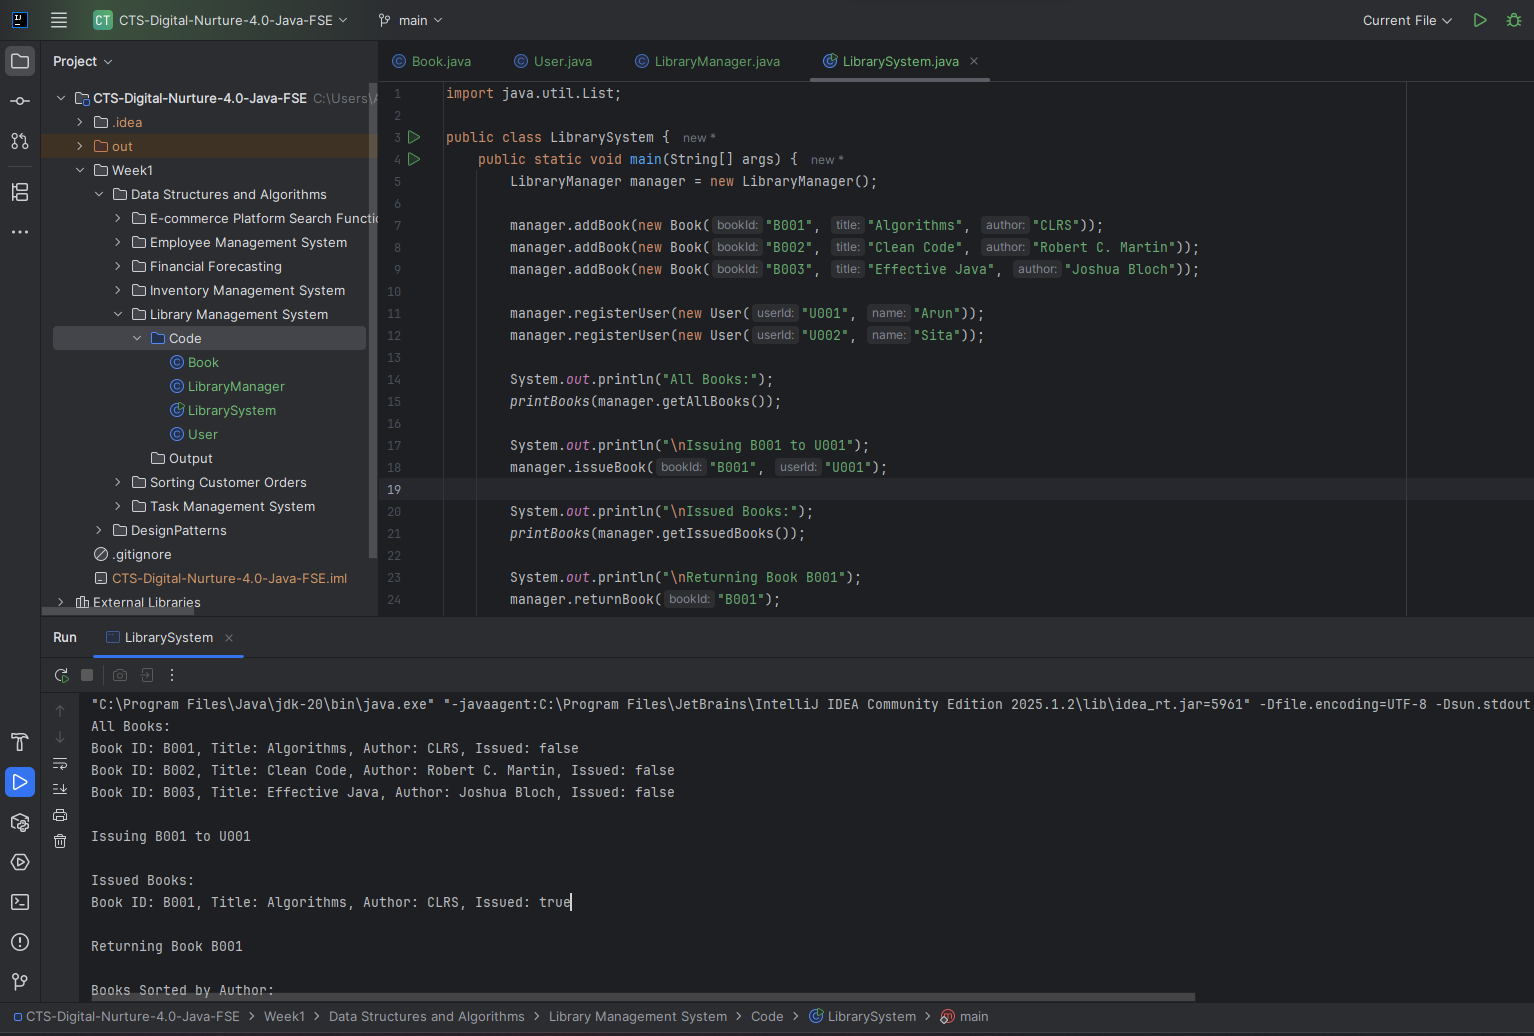 CT CTS-Digital-Nurture-4.0-Java-FSE main Current File
Project
CTS-Digital-Nurture-4.0-Java-FSE C:\Users\
.idea
out
Week1
Data Structures and Algorithms
E-commerce Platform Search Functi
Employee Management System
Financial Forecasting
Inventory Management System
Library Management System
Code
Book
LibraryManager
LibrarySystem
User
Output
Sorting Customer Orders
Task Management System
DesignPatterns
.gitignore
CTS-Digital-Nurture-4.0-Java-FSE.iml
External Libraries
Book.java User.java LibraryManager.java LibrarySystem.java
1 import java.util.List;
2
3 public class LibrarySystem { new *
4 public static void main(String[] args) { new *
5 LibraryManager manager = new LibraryManager();
6
7 manager.addBook(new Book( bookId: "B001", title: "Algorithms", author: "CLRS"));
8 manager.addBook(new Book( bookId: "B002", title: "Clean Code", author: "Robert C. Martin"));
9 manager.addBook(new Book( bookId: "B003", title: "Effective Java", author: "Joshua Bloch"));
10
11 manager.registerUser(new User( userId: "U001", name: "Arun"));
12 manager.registerUser(new User( userId: "U002", name: "Sita"));
13
14 System.out.println("All Books:");
15 printBooks(manager.getAllBooks());
16
17 System.out.println("\nIssuing B001 to U001");
18 manager.issueBook( bookId: "B001", userId: "U001");
19
20 System.out.println("\nIssued Books:");
21 printBooks(manager.getIssuedBooks());
22
23 System.out.println("\nReturning Book B001");
24 manager.returnBook( bookId: "B001");
Run LibrarySystem
"C:\Program Files\Java\jdk-20\bin\java.exe" "-javaagent:C:\Program Files\JetBrains\IntelliJ IDEA Community Edition 2025.1.2\lib\idea_rt.jar=5961" -Dfile.encoding=UTF-8 -Dsun.stdout
All Books:
Book ID: B001, Title: Algorithms, Author: CLRS, Issued: false
Book ID: B002, Title: Clean Code, Author: Robert C. Martin, Issued: false
Book ID: B003, Title: Effective Java, Author: Joshua Bloch, Issued: false
Issuing B001 to U001
Issued Books:
Book ID: B001, Title: Algorithms, Author: CLRS, Issued: true
Returning Book B001
Books Sorted by Author:
CTS-Digital-Nurture-4.0-Java-FSE > Week1 > Data Structures and Algorithms > Library Management System > Code > LibrarySystem > main